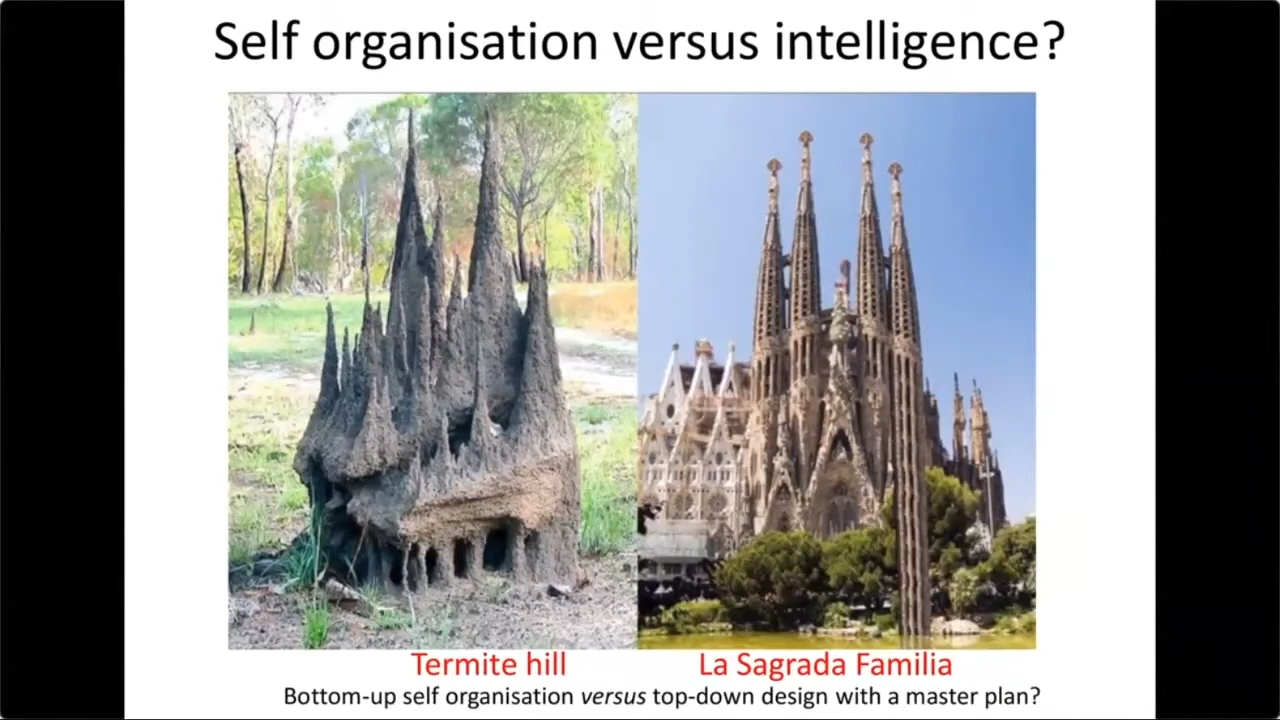 Self organisation versus intelligence?
Termite hill
La Sagrada Familia
Bottom-up self organisation versus top-down design with a master plan?